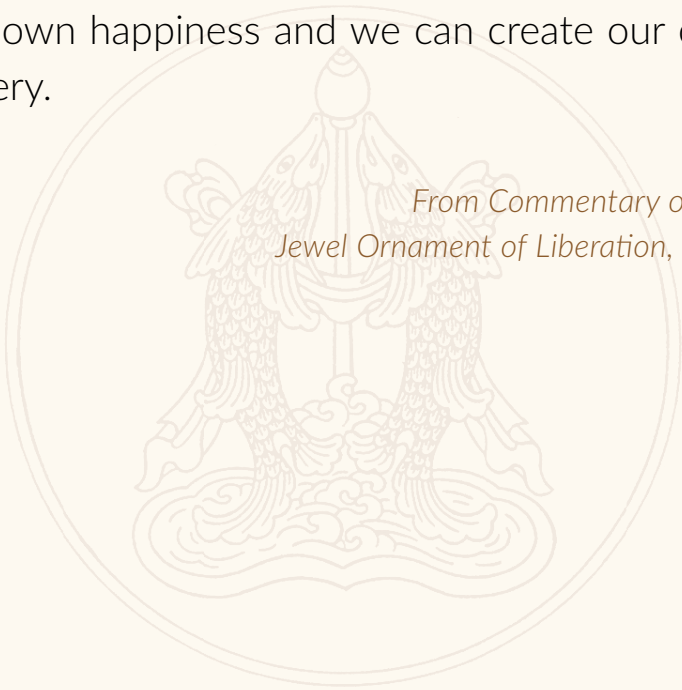 own happiness and we can create our
ery.
From Commentary o
Jewel Ornament of Liberation,